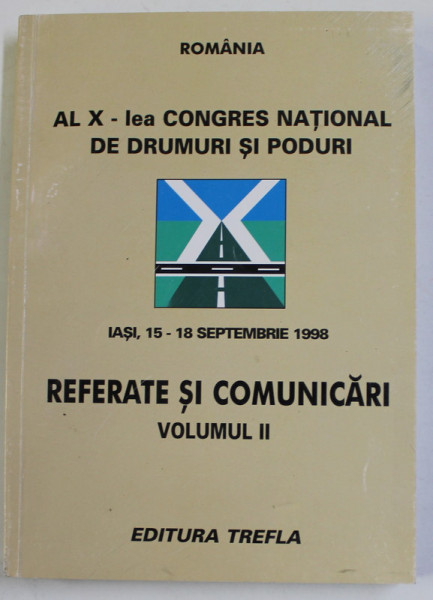 ROMÂNIA
AL X - lea CONGRES NAȚIONAL
DE DRUMURI ȘI PODURI
IAȘI, 15 - 18 SEPTEMBRIE 1998
REFERATE ȘI COMUNICĂRI
VOLUMUL II
EDITURA TREFLA